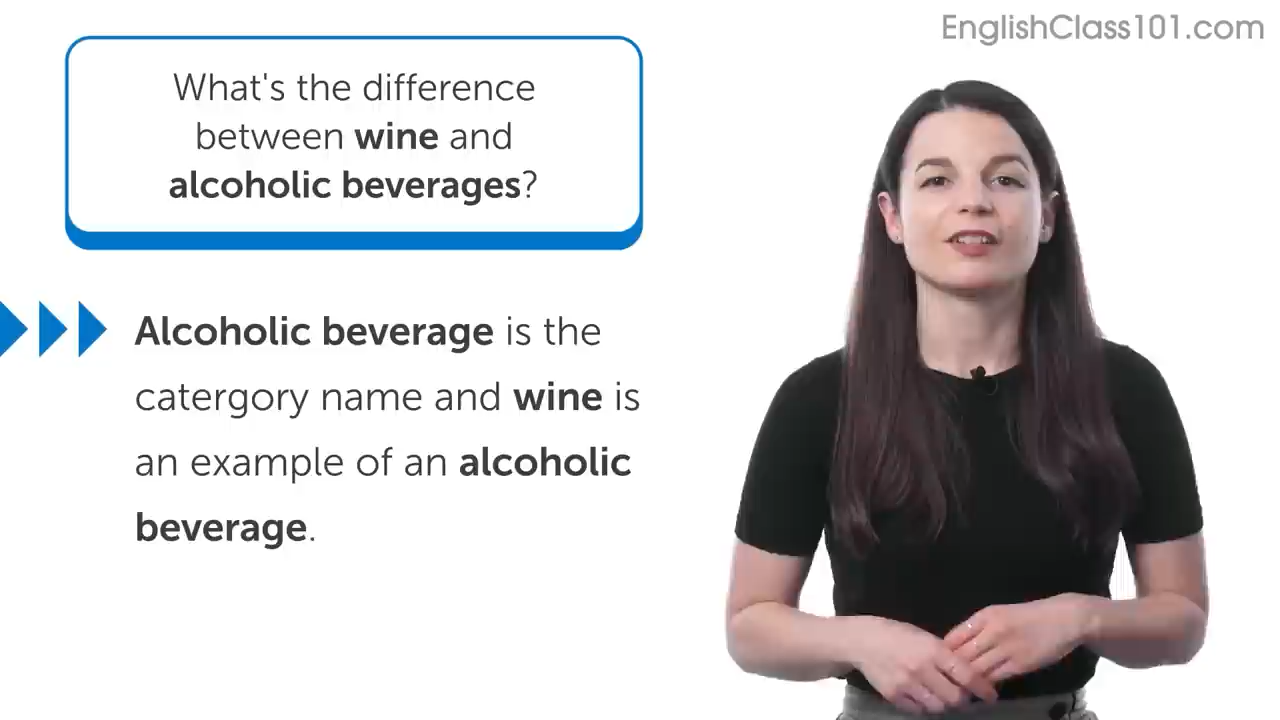 EnglishClass101.com
What's the difference
between wine and
alcoholic beverages?
Alcoholic beverage is the
catergory name and wine is
an example of an alcoholic
beverage.